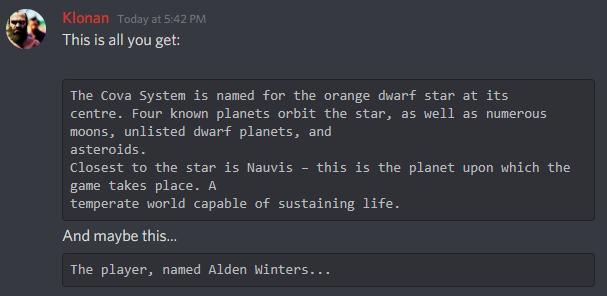 Klonan Today at 5:42 PM
This is all you get:
The Cova System is named for the orange dwarf star at its
centre. Four known planets orbit the star, as well as numerous
moons, unlisted dwarf planets, and
asteroids.
Closest to the star is Nauvis – this is the planet upon which the
game takes place. A
temperate world capable of sustaining life.
And maybe this...
The player, named Alden Winters...